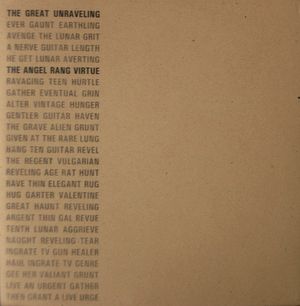 THE GREAT UNRAVELING
EVER GAUNT EARTHLING
AVENGE THE LUNAR GRIT
A NERVE GUITAR LENGTH
HE GET LUNAR AVERTING
THE ANGEL RANG VIRTUE
RAVAGING TEEN HURTLE
GATHER EVENTUAL GRIN
ALTER VINTAGE HUNGER
GENTLER GUITAR HAVEN
THE GRAVE ALIEN GRUNT
GIVEN AT THE RARE LUNG
HANG TEN GUITAR REVEL
THE REGENT VULGARIAN
REVELING AGE RAT HUNT
RAVE THIN ELEGANT RUG
HUG GARTER VALENTINE
GREAT HAUNT REVELING
ARGENT THIN GAL REVUE
TENTH LUNAR AGGRIEVE
NAUGHT REVELING TEAR
INGRATE TV GUN HEALER
HAUL INGRATE TV GENRE
GEE HER VALIANT GRUNT
LIVE AN URGENT GATHER
THEN GRANT A LIVE URGE